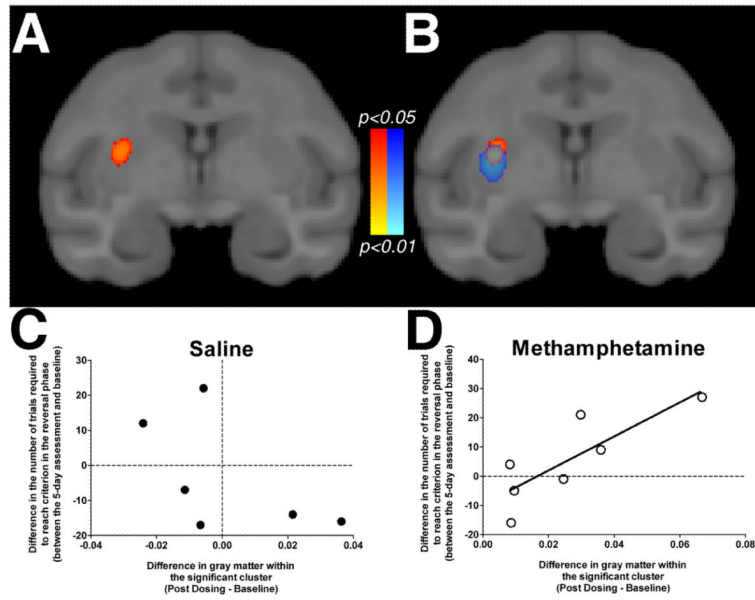 A
B
p<0.05
p<0.01
C
Saline
Difference in the number of trials required
to reach criterion in the reversal phase
(between the 5-day assessment and baseline)
30
20
10
0
-10
-20
-0.04
-0.02
0.00
0.02
0.04
Difference in gray matter within
the significant cluster
(Post Dosing - Baseline)
D
Methamphetamine
Difference in the number of trials required
to reach criterion in the reversal phase
(between the 5-day assessment and baseline)
40
30
20
10
0
-10
-20
0.00
0.02
0.04
0.06
0.08
Difference in gray matter within
the significant cluster
(Post Dosing - Baseline)